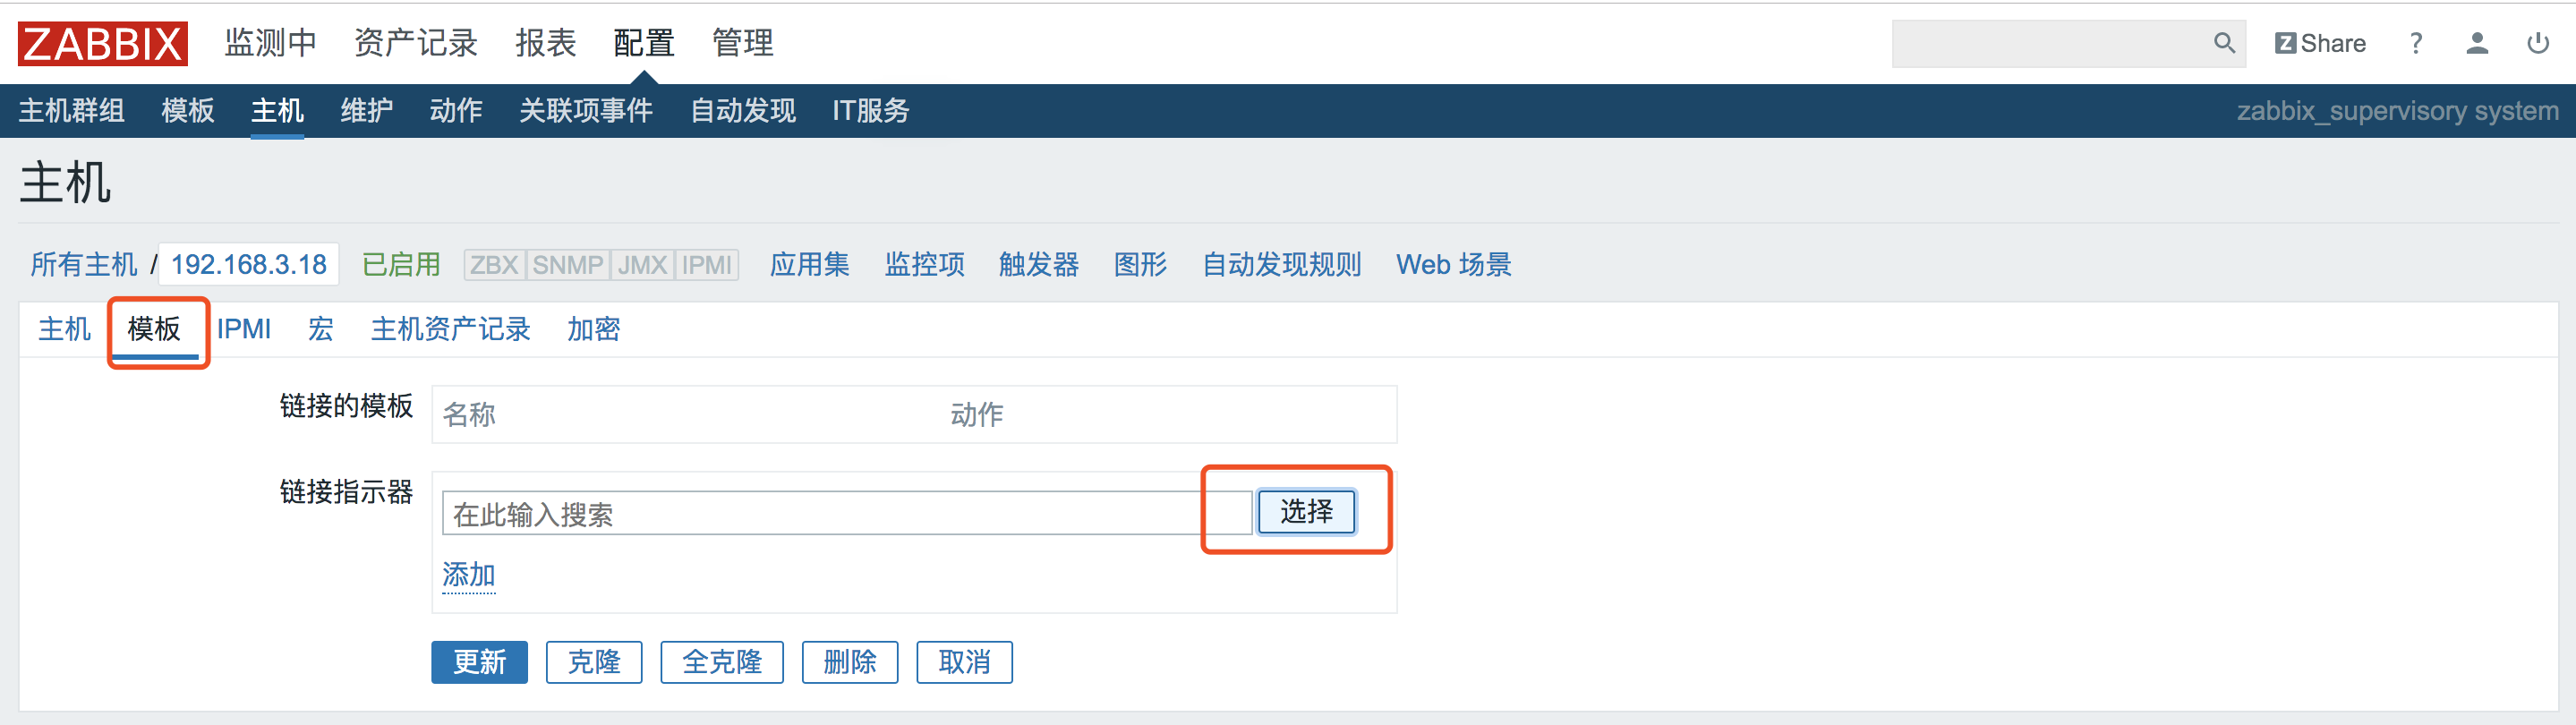 ZABBIX 监测中 资产记录 报表 配置 管理 Z Share ?
主机群组 模板 主机 维护 动作 关联项事件 自动发现 IT服务 zabbix_supervisory system
主机
所有主机 / 192.168.3.18 已启用 ZBX SNMP JMX IPMI 应用集 监控项 触发器 图形 自动发现规则 Web 场景
主机 模板 IPMI 宏 主机资产记录 加密
链接的模板 名称 动作
链接指示器 在此输入搜索 选择
添加
更新 克隆 全克隆 删除 取消